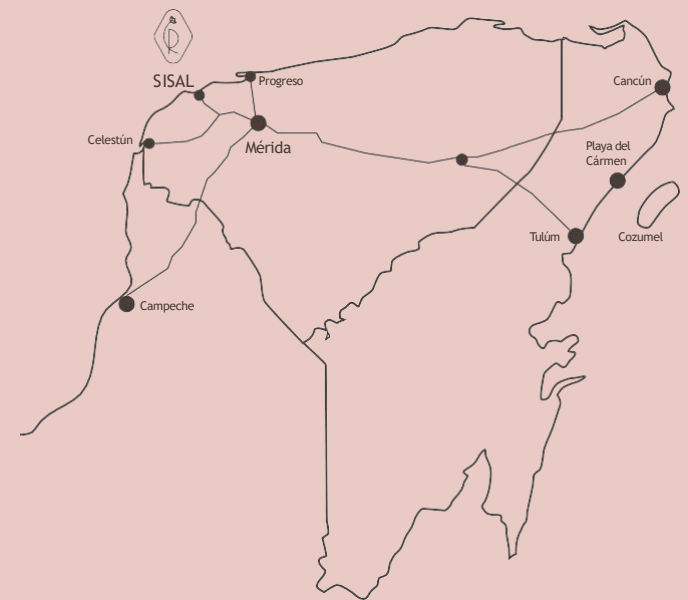 SISAL
Progreso
Cancún
Celestún
Mérida
Playa del
Cármen
Tulúm
Cozumel
Campeche